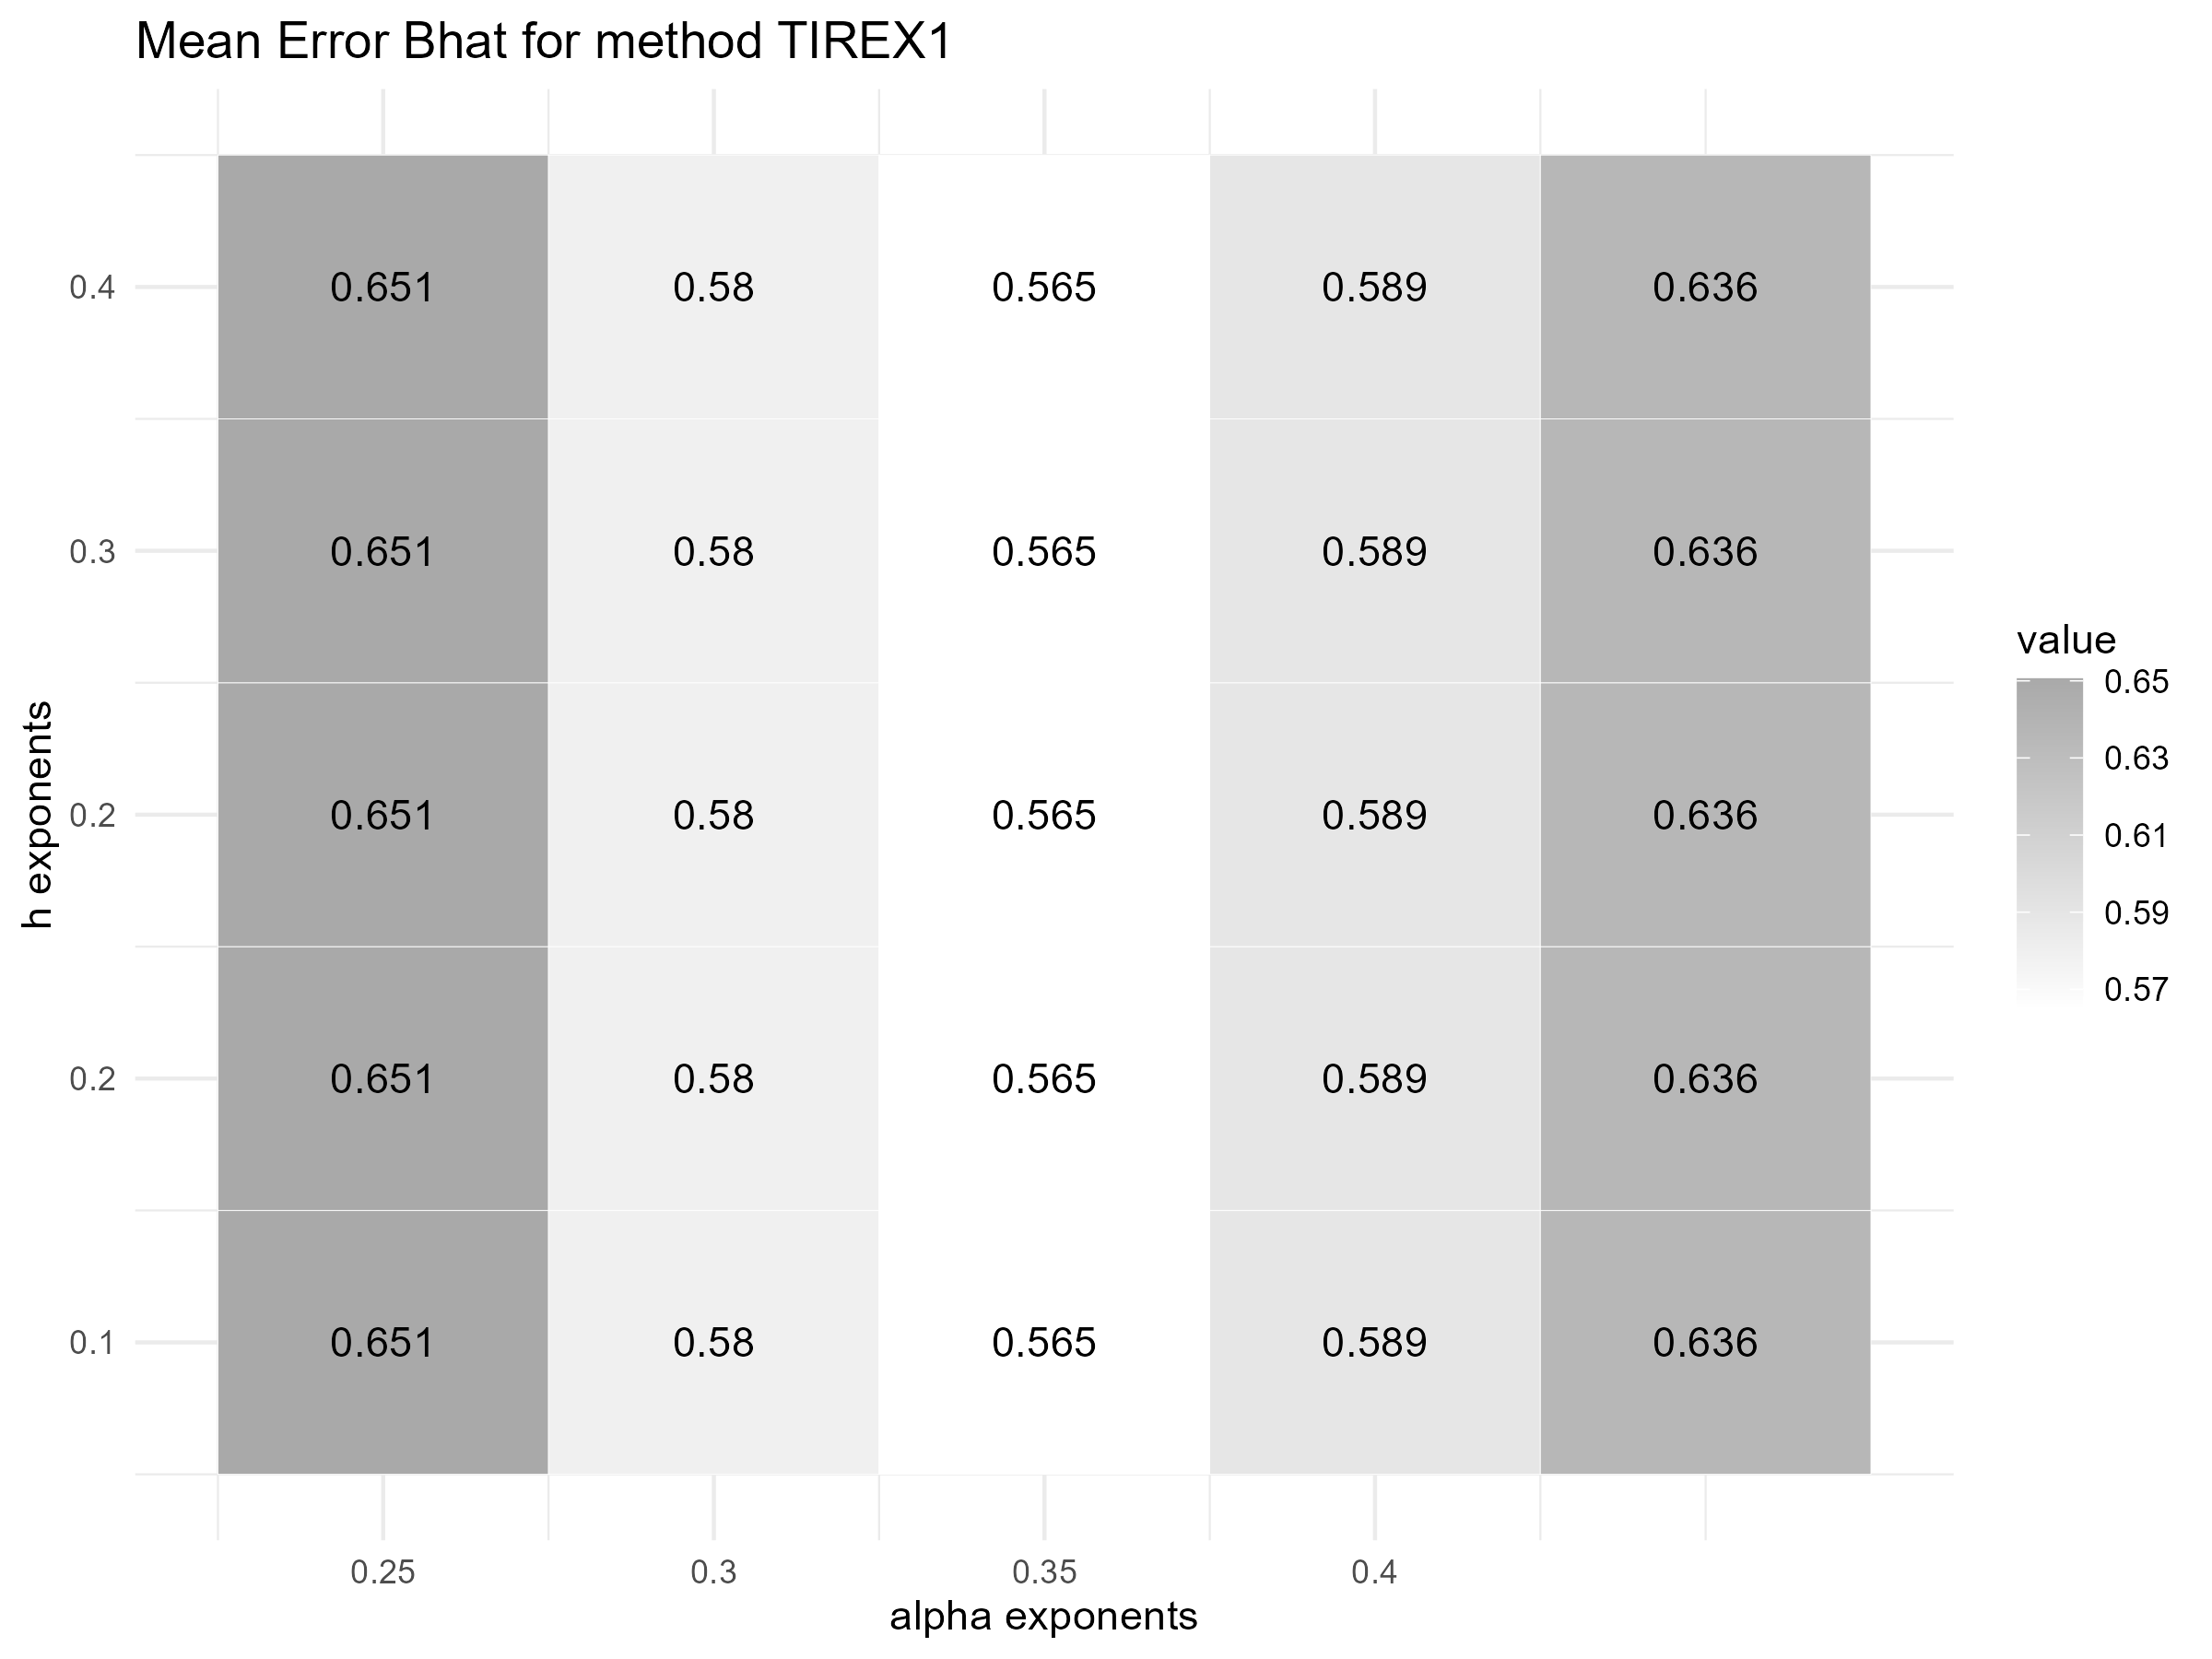 Mean Error Bhat for method TIREX1
0.4 0.651 0.58 0.565 0.589 0.636
0.3 0.651 0.58 0.565 0.589 0.636
0.2 0.651 0.58 0.565 0.589 0.636
0.2 0.651 0.58 0.565 0.589 0.636
0.1 0.651 0.58 0.565 0.589 0.636
h exponents
0.25 0.3 0.35 0.4
alpha exponents
value
0.65
0.63
0.61
0.59
0.57